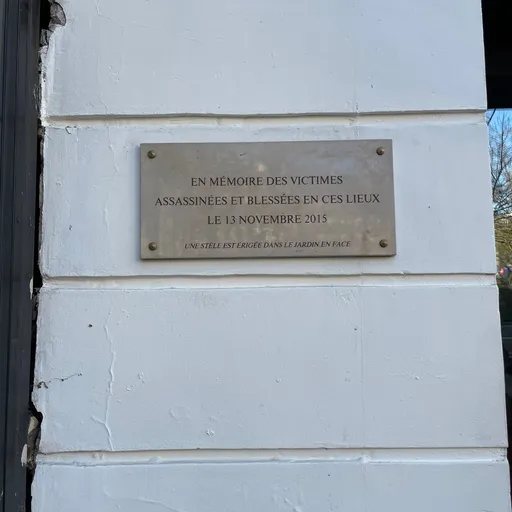 EN MÉMOIRE DES VICTIMES
ASSASSINÉES ET BLESSÉES EN CES LIEUX
LE 13 NOVEMBRE 2015
UNE STÈLE EST ÉRIGÉE DANS LE JARDIN EN FACE